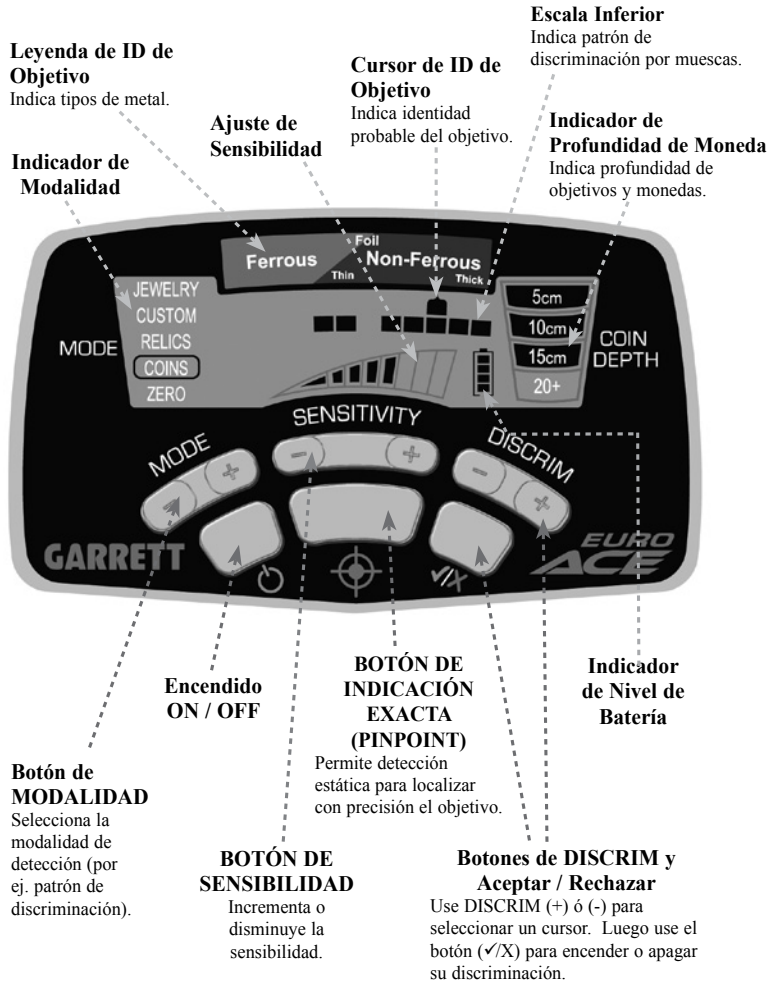 Escala Inferior
Indica patrón de
discriminación por muescas.
Leyenda de ID de
Objetivo
Indica tipos de metal.
Cursor de ID de
Objetivo
Indica identidad
probable del objetivo.
Ajuste de
Sensibilidad
Indicador de
Profundidad de Moneda
Indica profundidad de
objetivos y monedas.
Indicador de
Modalidad
Ferrous
Foil
Non-Ferrous
Thin
Thick
MODE
JEWELRY
CUSTOM
RELICS
COINS
ZERO
5cm
10cm
15cm
20+
COIN
DEPTH
MODE
- +
SENSITIVITY
- +
DISCRIM
- +
GARRETT
✓/X
EURO
ACE
Encendido
ON / OFF
BOTÓN DE
INDICACIÓN
EXACTA
(PINPOINT)
Permite detección
estática para localizar
con precisión el objetivo.
Indicador
de Nivel de
Batería
Botón de
MODALIDAD
Selecciona la
modalidad de
detección (por
ej. patrón de
discriminación).
BOTÓN DE
SENSIBILIDAD
Incrementa o
disminuye la
sensibilidad.
Botones de DISCRIM y
Aceptar / Rechazar
Use DISCRIM (+) ó (-) para
seleccionar un cursor. Luego use el
botón (✓/X) para encender o apagar
su discriminación.